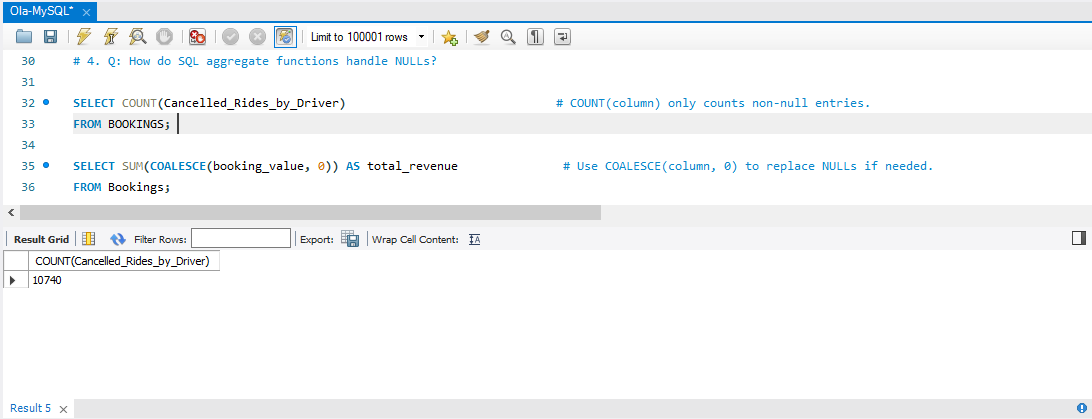 Ola-MySQL* ×
Limit to 100001 rows
30 # 4. Q: How do SQL aggregate functions handle NULLs?
31
32 SELECT COUNT(Cancelled_Rides_by_Driver) # COUNT(column) only counts non-null entries.
33 FROM BOOKINGS;
34
35 SELECT SUM(COALESCE(booking_value, 0)) AS total_revenue # Use COALESCE(column, 0) to replace NULLs if needed.
36 FROM Bookings;
Result Grid Filter Rows: Export: Wrap Cell Content:
COUNT(Cancelled_Rides_by_Driver)
10740
Result 5 ×